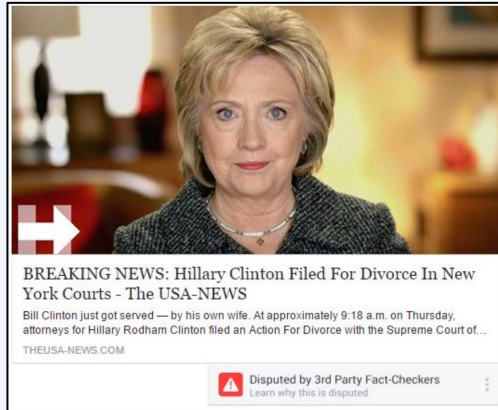 BREAKING NEWS: Hillary Clinton Filed For Divorce In New
York Courts - The USA-NEWS
Bill Clinton just got served — by his own wife. At approximately 9:18 a.m. on Thursday,
attorneys for Hillary Rodham Clinton filed an Action For Divorce with the Supreme Court of...
THEUSA-NEWS.COM
Disputed by 3rd Party Fact-Checkers
Learn why this is disputed